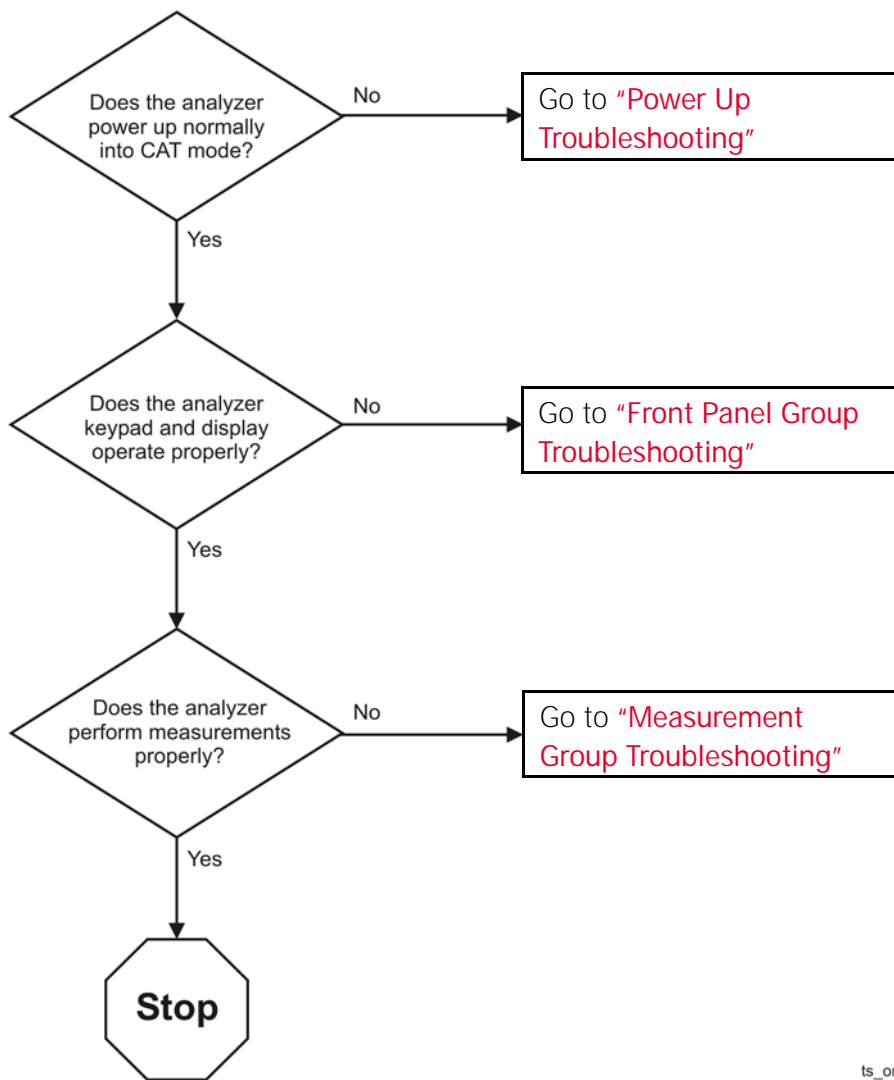 Does the analyzer
power up normally
into CAT mode?
No
Go to “Power Up
Troubleshooting”
Yes
Does the analyzer
keypad and display
operate properly?
No
Go to “Front Panel Group
Troubleshooting”
Yes
Does the analyzer
perform measurements
properly?
No
Go to “Measurement
Group Troubleshooting”
Yes
Stop